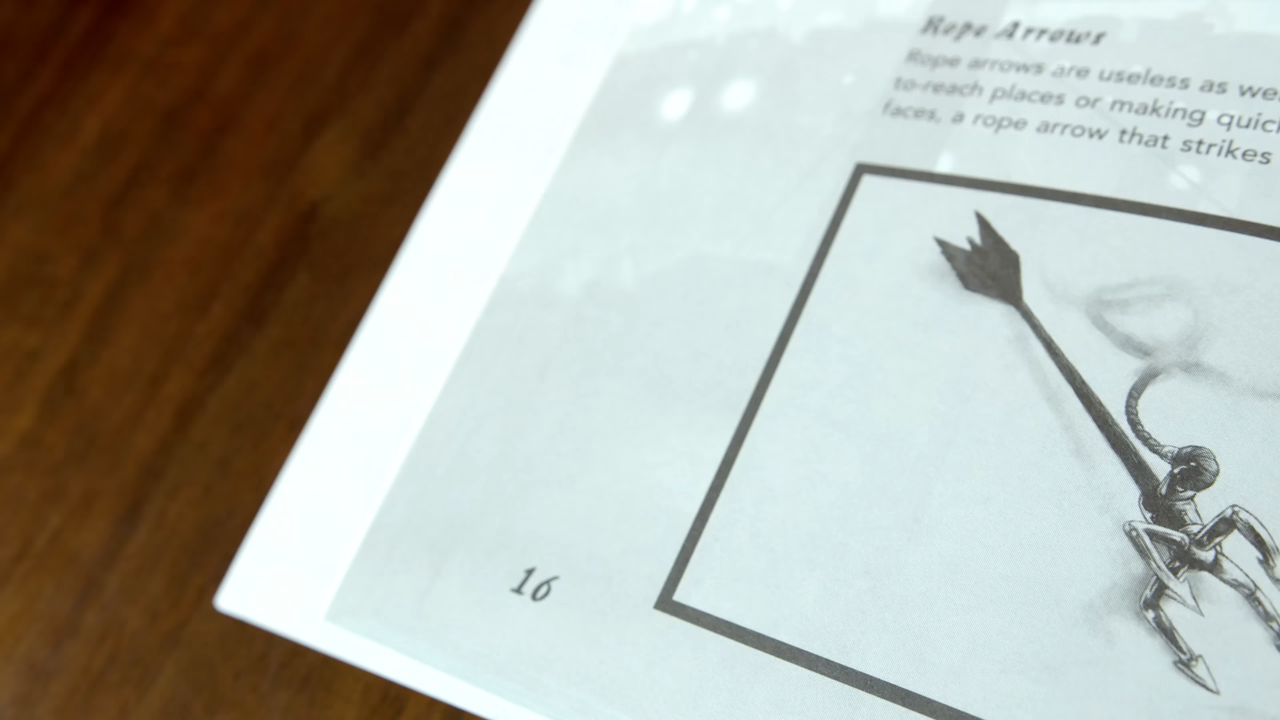 Rope Arrows
Rope arrows are useless as we
to-reach places or making quic
faces, a rope arrow that strikes
16